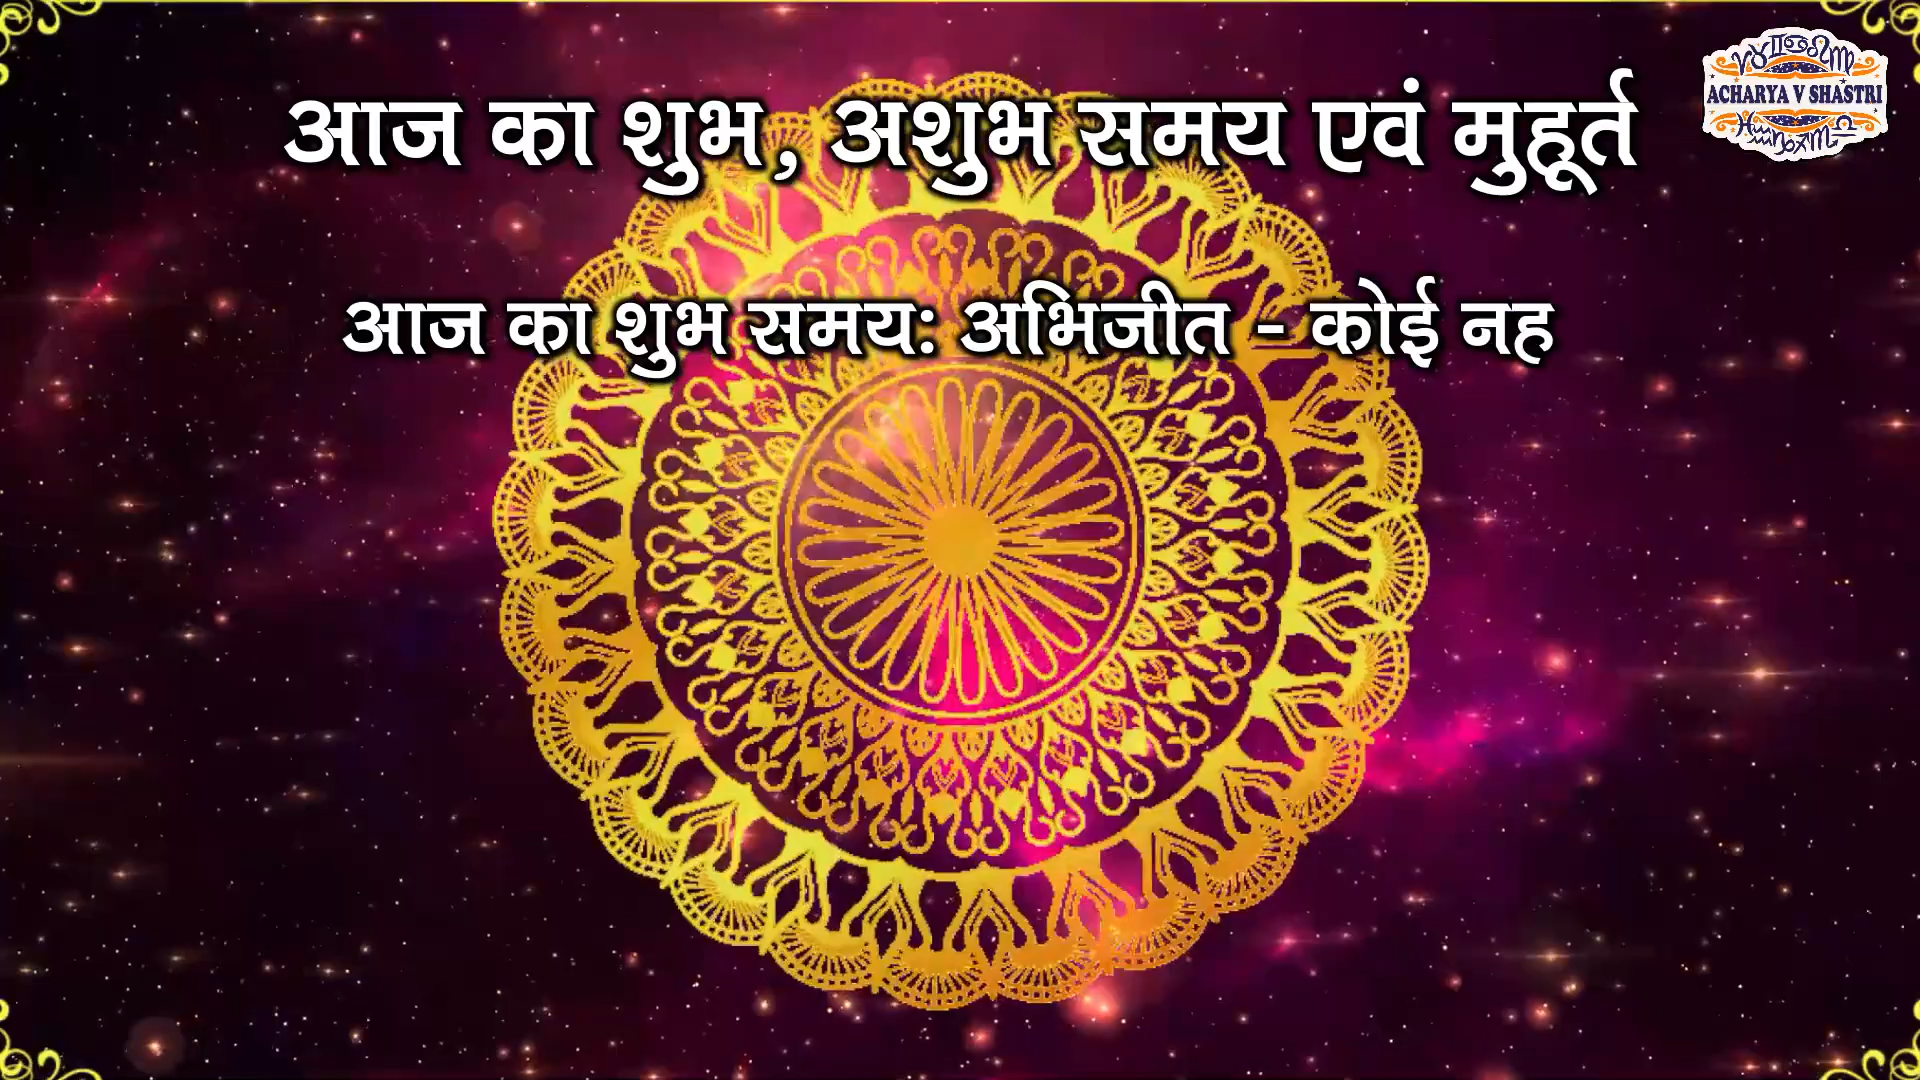 आज का शुभ, अशुभ समय एवं मुहूर्त
ACHARYA V SHASTRI
आज का शुभ समय: अभिजीत - कोई नह